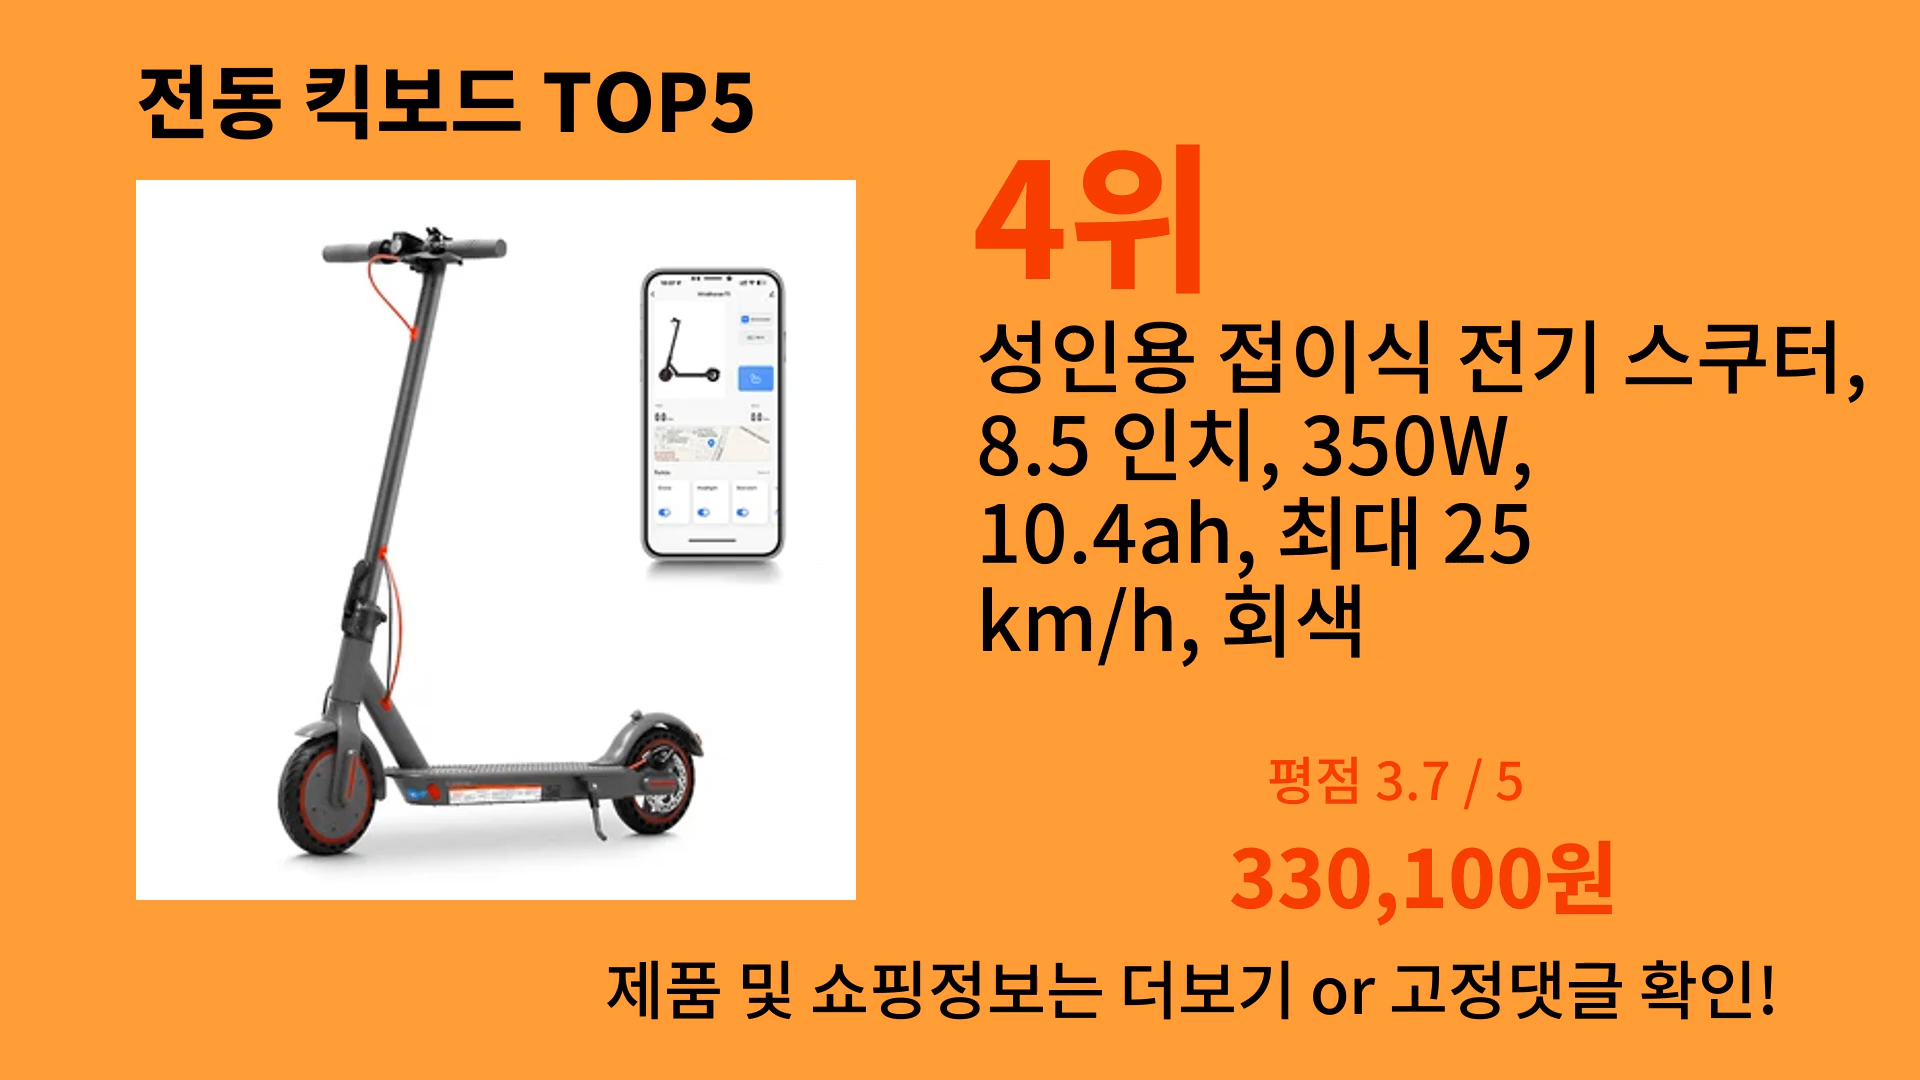 전동 킥보드 TOP5
4위
성인용 접이식 전기 스쿠터,
8.5 인치, 350W,
10.4ah, 최대 25
km/h, 회색
평점 3.7 / 5
330,100원
제품 및 쇼핑정보는 더보기 or 고정댓글 확인!